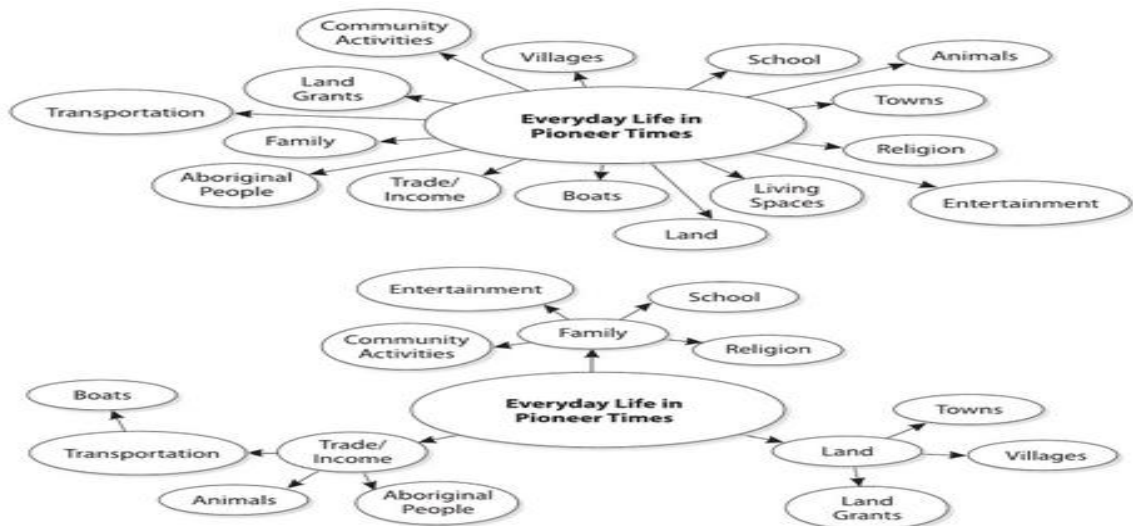 Community
Activities
Villages
School
Animals
Land
Grants
Transportation
Towns
Everyday Life in
Pioneer Times
Family
Religion
Aboriginal
People
Trade/
Income
Boats
Living
Spaces
Entertainment
Land
Entertainment
School
Family
Community
Activities
Religion
Boats
Everyday Life in
Pioneer Times
Towns
Transportation
Trade/
Income
Land
Villages
Animals
Aboriginal
People
Land
Grants